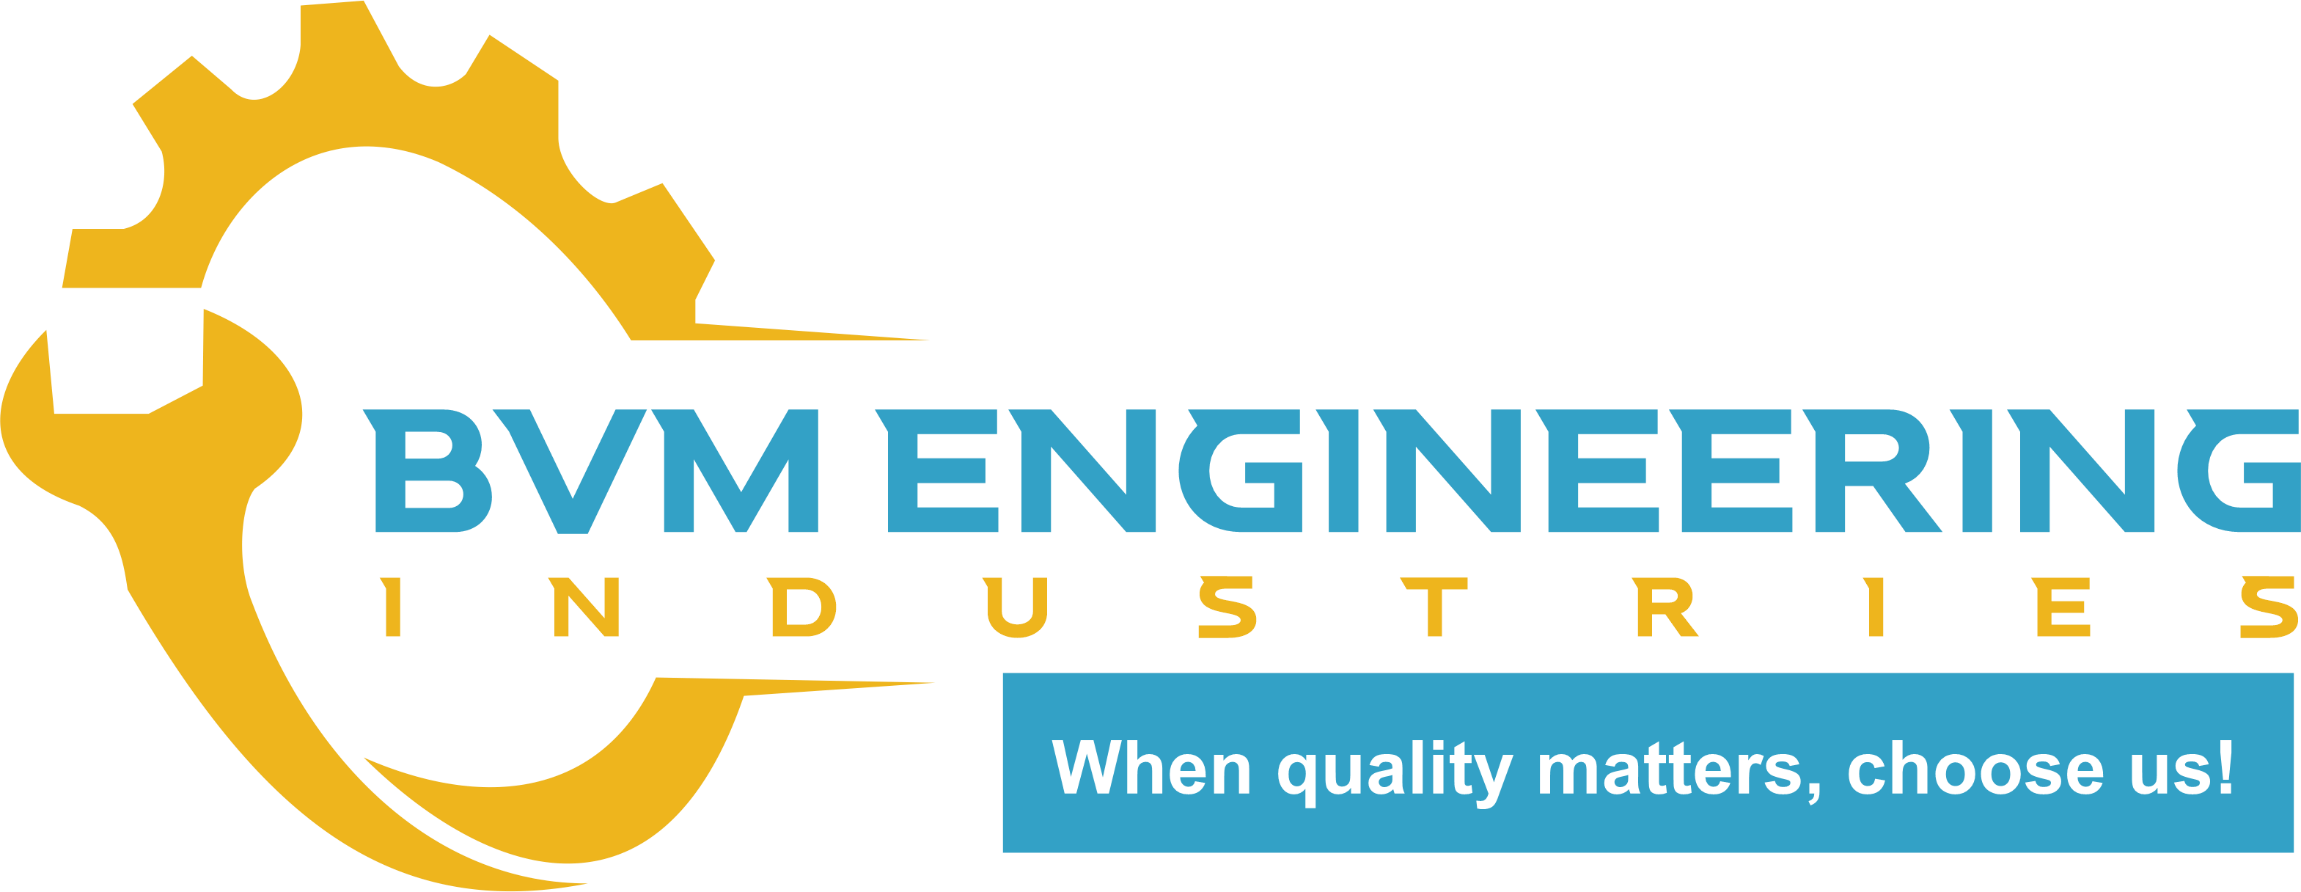 BVM ENGINEERING
INDUSTRIES
When quality matters, choose us!